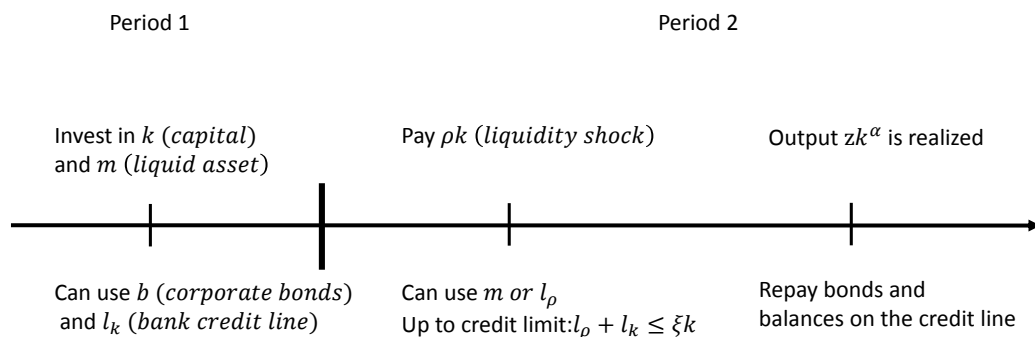 Period 1
Period 2
Invest in k (capital)
and m (liquid asset)
Pay ρk (liquidity shock)
Output zk^α is realized
Can use b (corporate bonds)
and l_k (bank credit line)
Can use m or l_ρ
Up to credit limit:l_ρ + l_k ≤ ξk
Repay bonds and
balances on the credit line